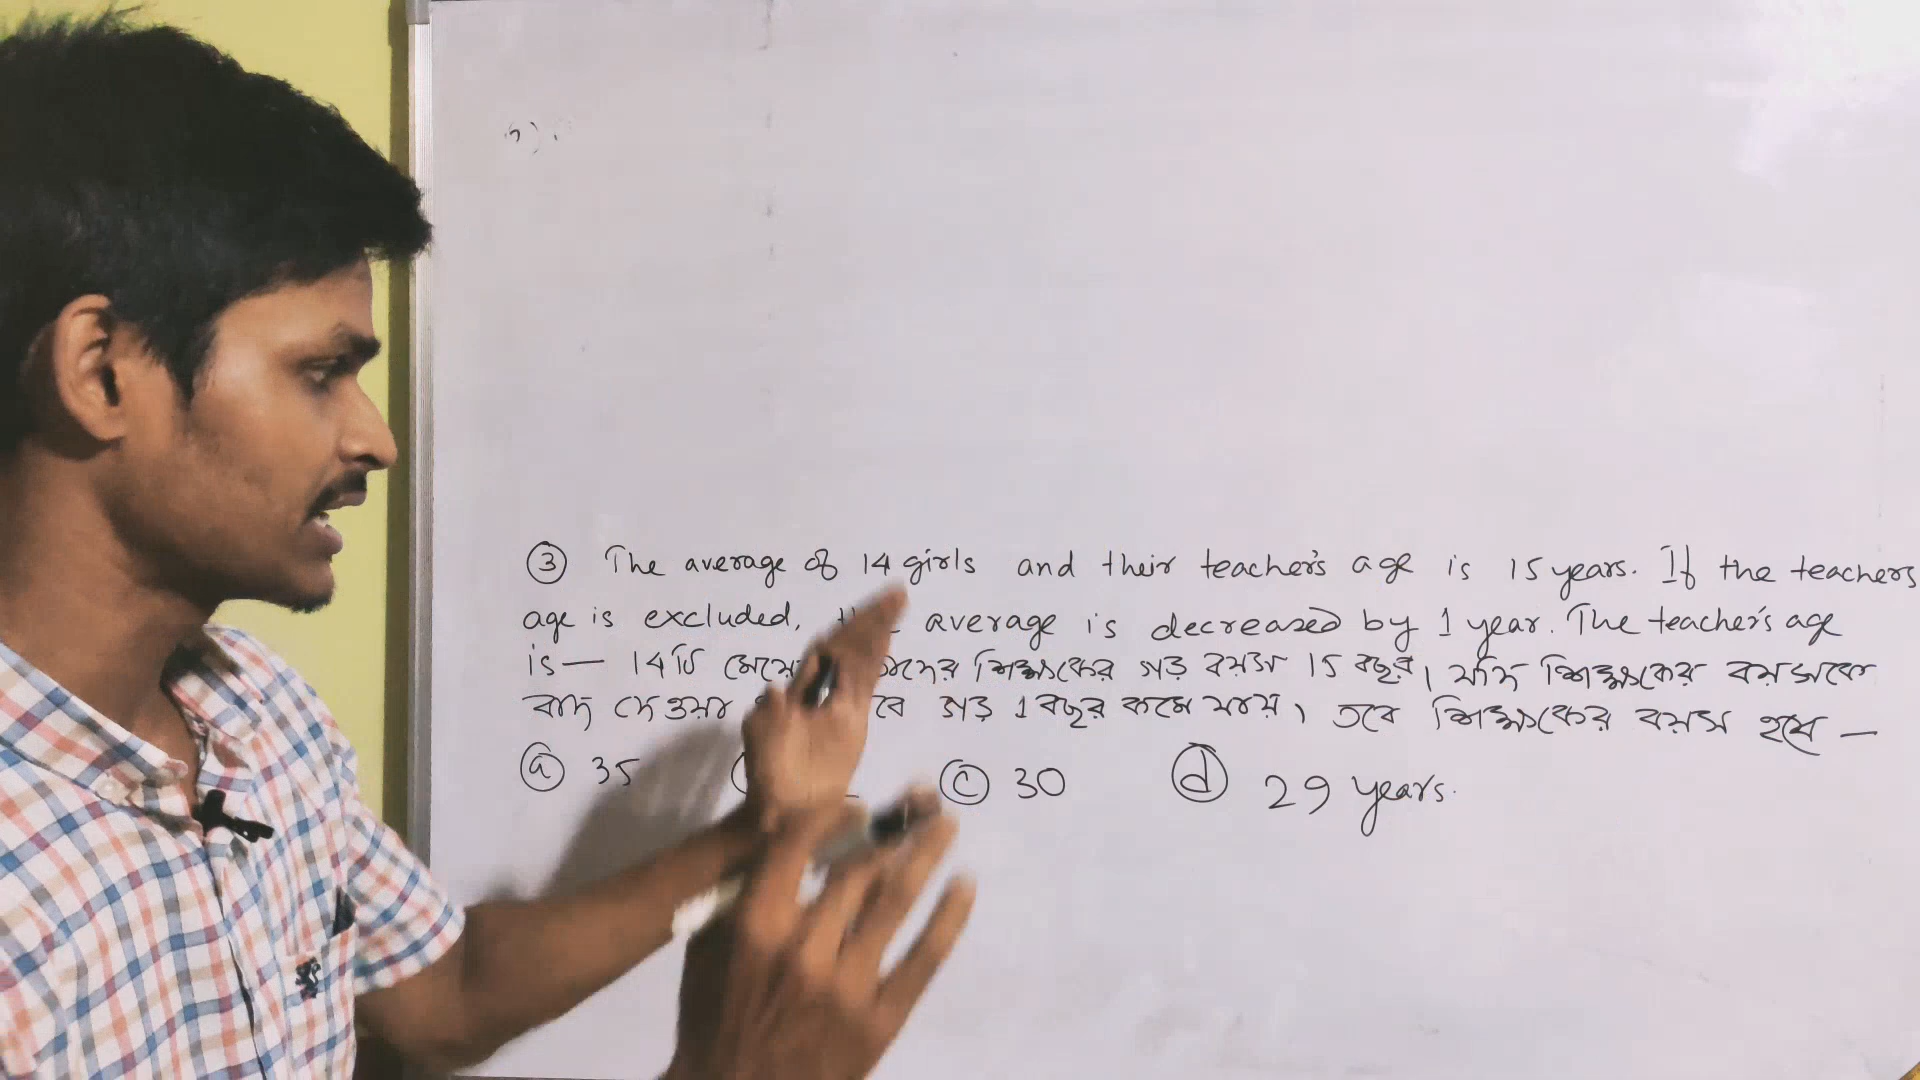 ③ The average of 14 girls and their teacher's age is 15 years. If the teachers
age is excluded, average is decreased by 1 year. The teacher's age
is— 14টি শিক্ষকের গড় বয়স 15 বছর, যদি শিক্ষকের বয়সকে
বাদ দেওয়া গড় 1 বছর কমে যায়, তবে শিক্ষকের বয়স হবে —
ⓐ 35 ⓒ 30 ⓓ 29 years.